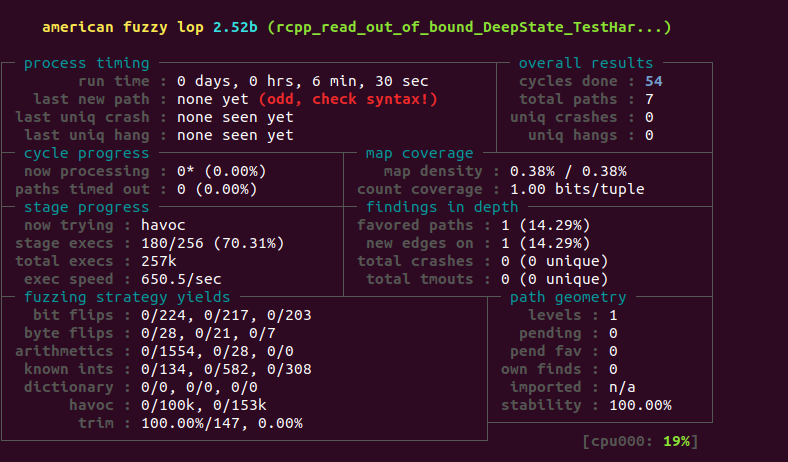 american fuzzy lop 2.52b (rcpp_read_out_of_bound_DeepState_TestHar...)
process timing overall results
run time : 0 days, 0 hrs, 6 min, 30 sec cycles done : 54
last new path : none yet (odd, check syntax!) total paths : 7
last uniq crash : none seen yet uniq crashes : 0
last uniq hang : none seen yet uniq hangs : 0
cycle progress map coverage
now processing : 0* (0.00%) map density : 0.38% / 0.38%
paths timed out : 0 (0.00%) count coverage : 1.00 bits/tuple
stage progress findings in depth
now trying : havoc favored paths : 1 (14.29%)
stage execs : 180/256 (70.31%) new edges on : 1 (14.29%)
total execs : 257k total crashes : 0 (0 unique)
exec speed : 650.5/sec total tmouts : 0 (0 unique)
fuzzing strategy yields path geometry
bit flips : 0/224, 0/217, 0/203 levels : 1
byte flips : 0/28, 0/21, 0/7 pending : 0
arithmetics : 0/1554, 0/28, 0/0 pend fav : 0
known ints : 0/134, 0/582, 0/308 own finds : 0
dictionary : 0/0, 0/0, 0/0 imported : n/a
havoc : 0/100k, 0/153k stability : 100.00%
trim : 100.00%/147, 0.00%
[cpu000: 19%]